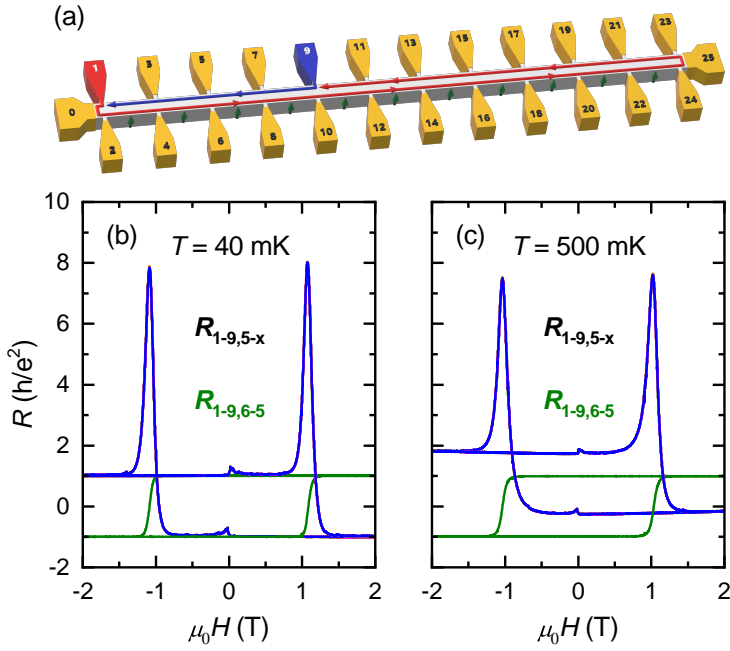 (a)
1 3 5 7 9 11 13 15 17 19 21 23
0 25
2 4 6 8 10 12 14 16 18 20 22 24
(b) T = 40 mK
(c) T = 500 mK
R (h/e²)
10
8
6
4
2
0
-2
R1-9,5-x
R1-9,6-5
R1-9,5-x
R1-9,6-5
-2 -1 0 1 2
-2 -1 0 1 2
μ0H (T)
μ0H (T)